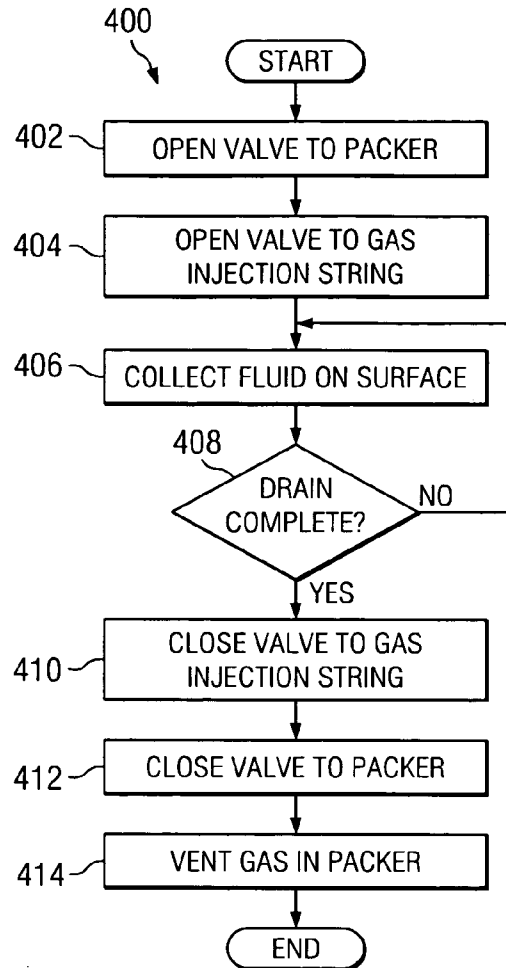 400
START
402
OPEN VALVE TO PACKER
404
OPEN VALVE TO GAS
INJECTION STRING
406
COLLECT FLUID ON SURFACE
408
DRAIN
COMPLETE?
NO
YES
410
CLOSE VALVE TO GAS
INJECTION STRING
412
CLOSE VALVE TO PACKER
414
VENT GAS IN PACKER
END